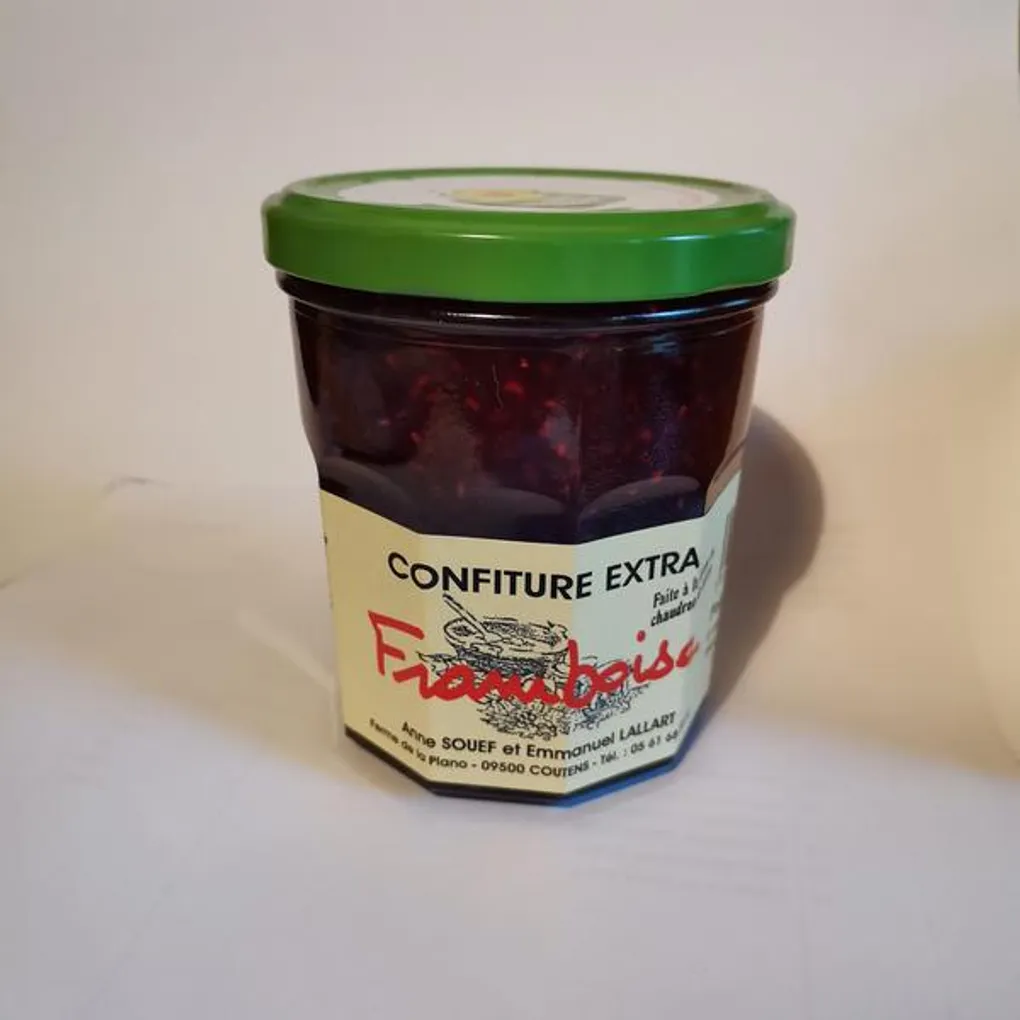 CONFITURE EXTRA
Faite à
chaudron
Framboise
Anne SOUEF et Emmanuel LALLART
Ferme de la Plano - 09500 COUTENS - Tél. : 05 61 68